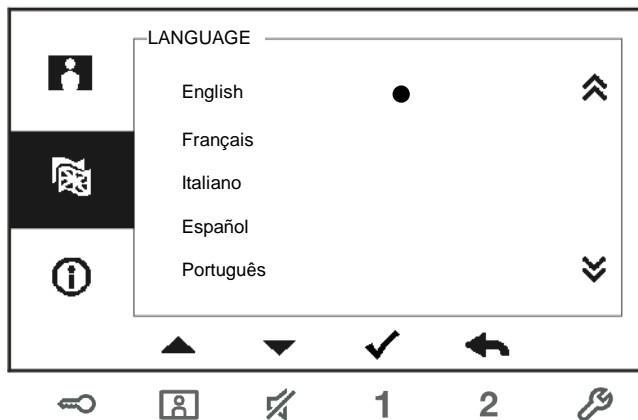 LANGUAGE
English
Français
Italiano
Español
Português
1
2